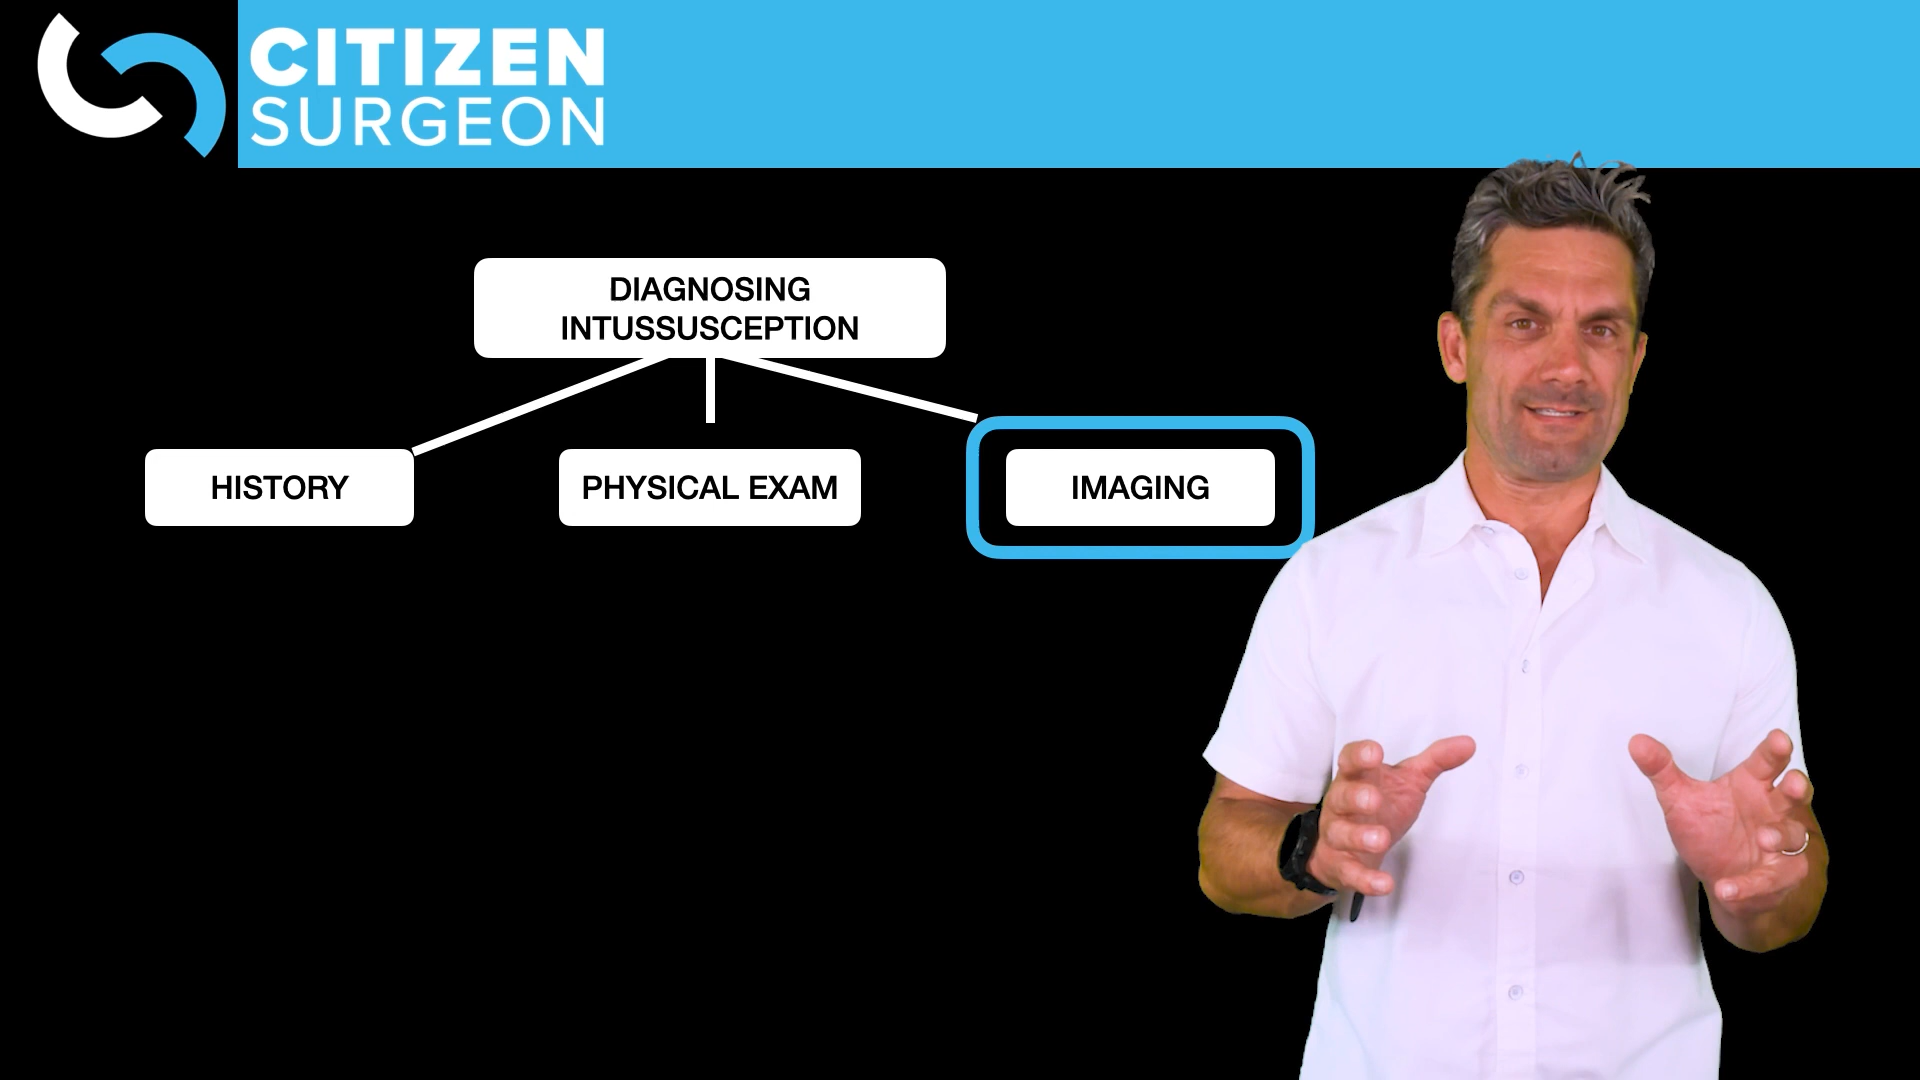 CITIZEN
SURGEON
DIAGNOSING
INTUSSUSCEPTION
HISTORY
PHYSICAL EXAM
IMAGING